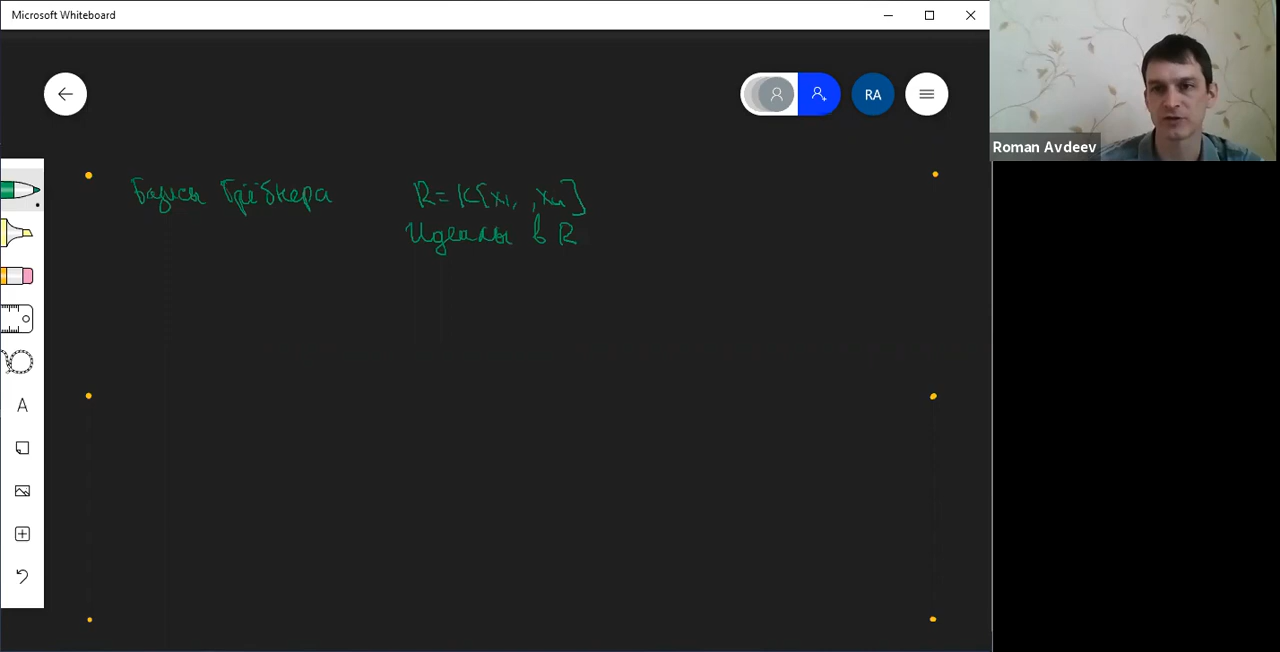 Microsoft Whiteboard
RA
Roman Avdeev
Базисы Грёбнера R = K[x₁, , xₙ]
Идеалы в R
A